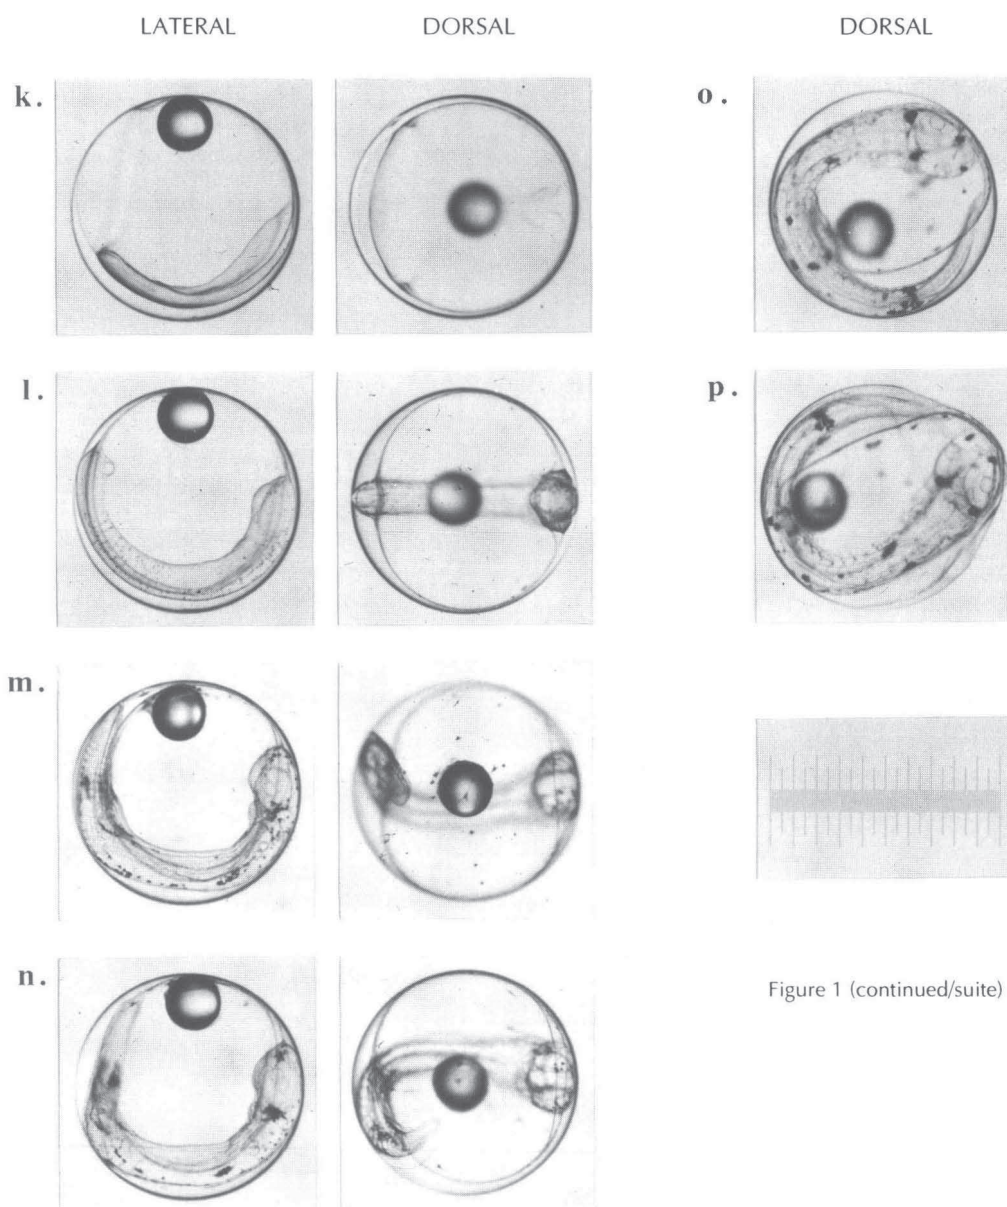 LATERAL DORSAL DORSAL
k. o.
l. p.
m.
n.
Figure 1 (continued/suite)